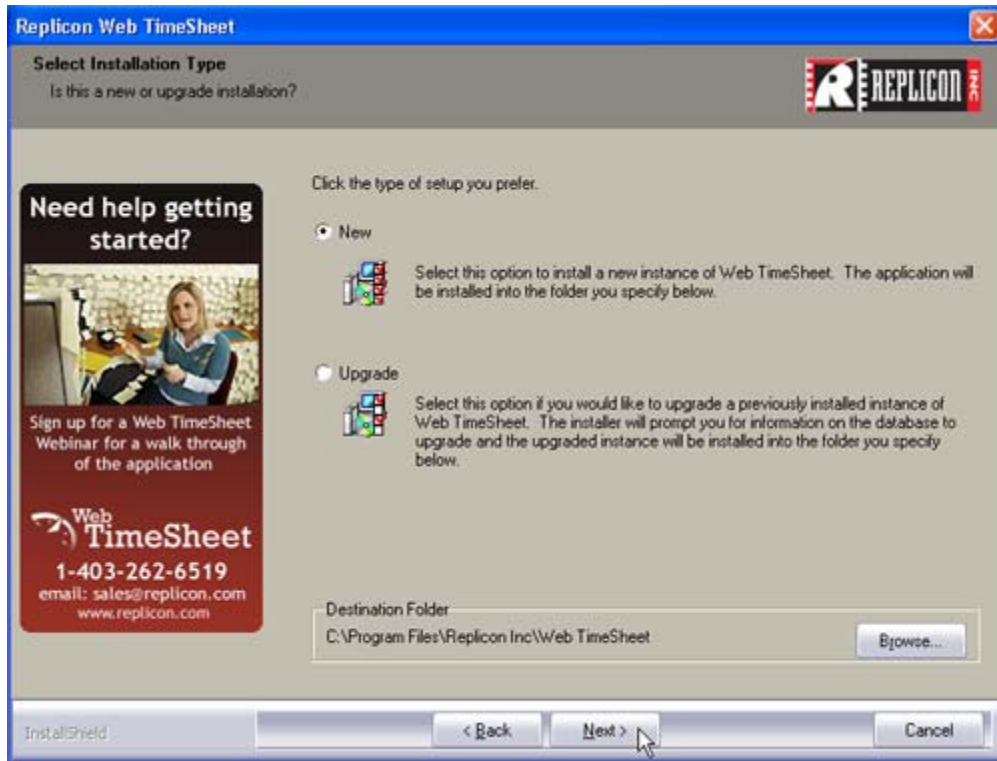 Replicon Web TimeSheet
Select Installation Type
Is this a new or upgrade installation?
REPLICON INC
Need help getting
started?
Sign up for a Web TimeSheet
Webinar for a walk through
of the application
Web
TimeSheet
1-403-262-6519
email: sales@replicon.com
www.replicon.com
Click the type of setup you prefer.
New
Select this option to install a new instance of Web TimeSheet. The application will
be installed into the folder you specify below.
Upgrade
Select this option if you would like to upgrade a previously installed instance of
Web TimeSheet. The installer will prompt you for information on the database to
upgrade and the upgraded instance will be installed into the folder you specify
below.
Destination Folder
C:\Program Files\Replicon Inc\Web TimeSheet
Browse...
InstallShield
< Back
Next >
Cancel